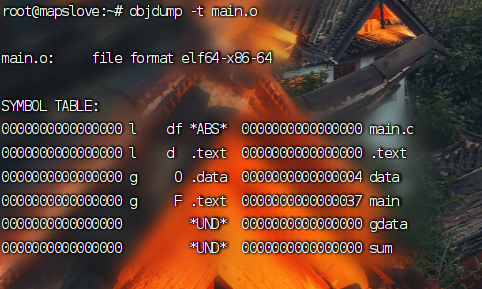 root@mapslove:~# objdump -t main.o
main.o:     file format elf64-x86-64
SYMBOL TABLE:
0000000000000000 l    df *ABS*  0000000000000000 main.c
0000000000000000 l    d  .text  0000000000000000 .text
0000000000000000 g     O .data  0000000000000004 data
0000000000000000 g     F .text  0000000000000037 main
0000000000000000         *UND*  0000000000000000 gdata
0000000000000000         *UND*  0000000000000000 sum